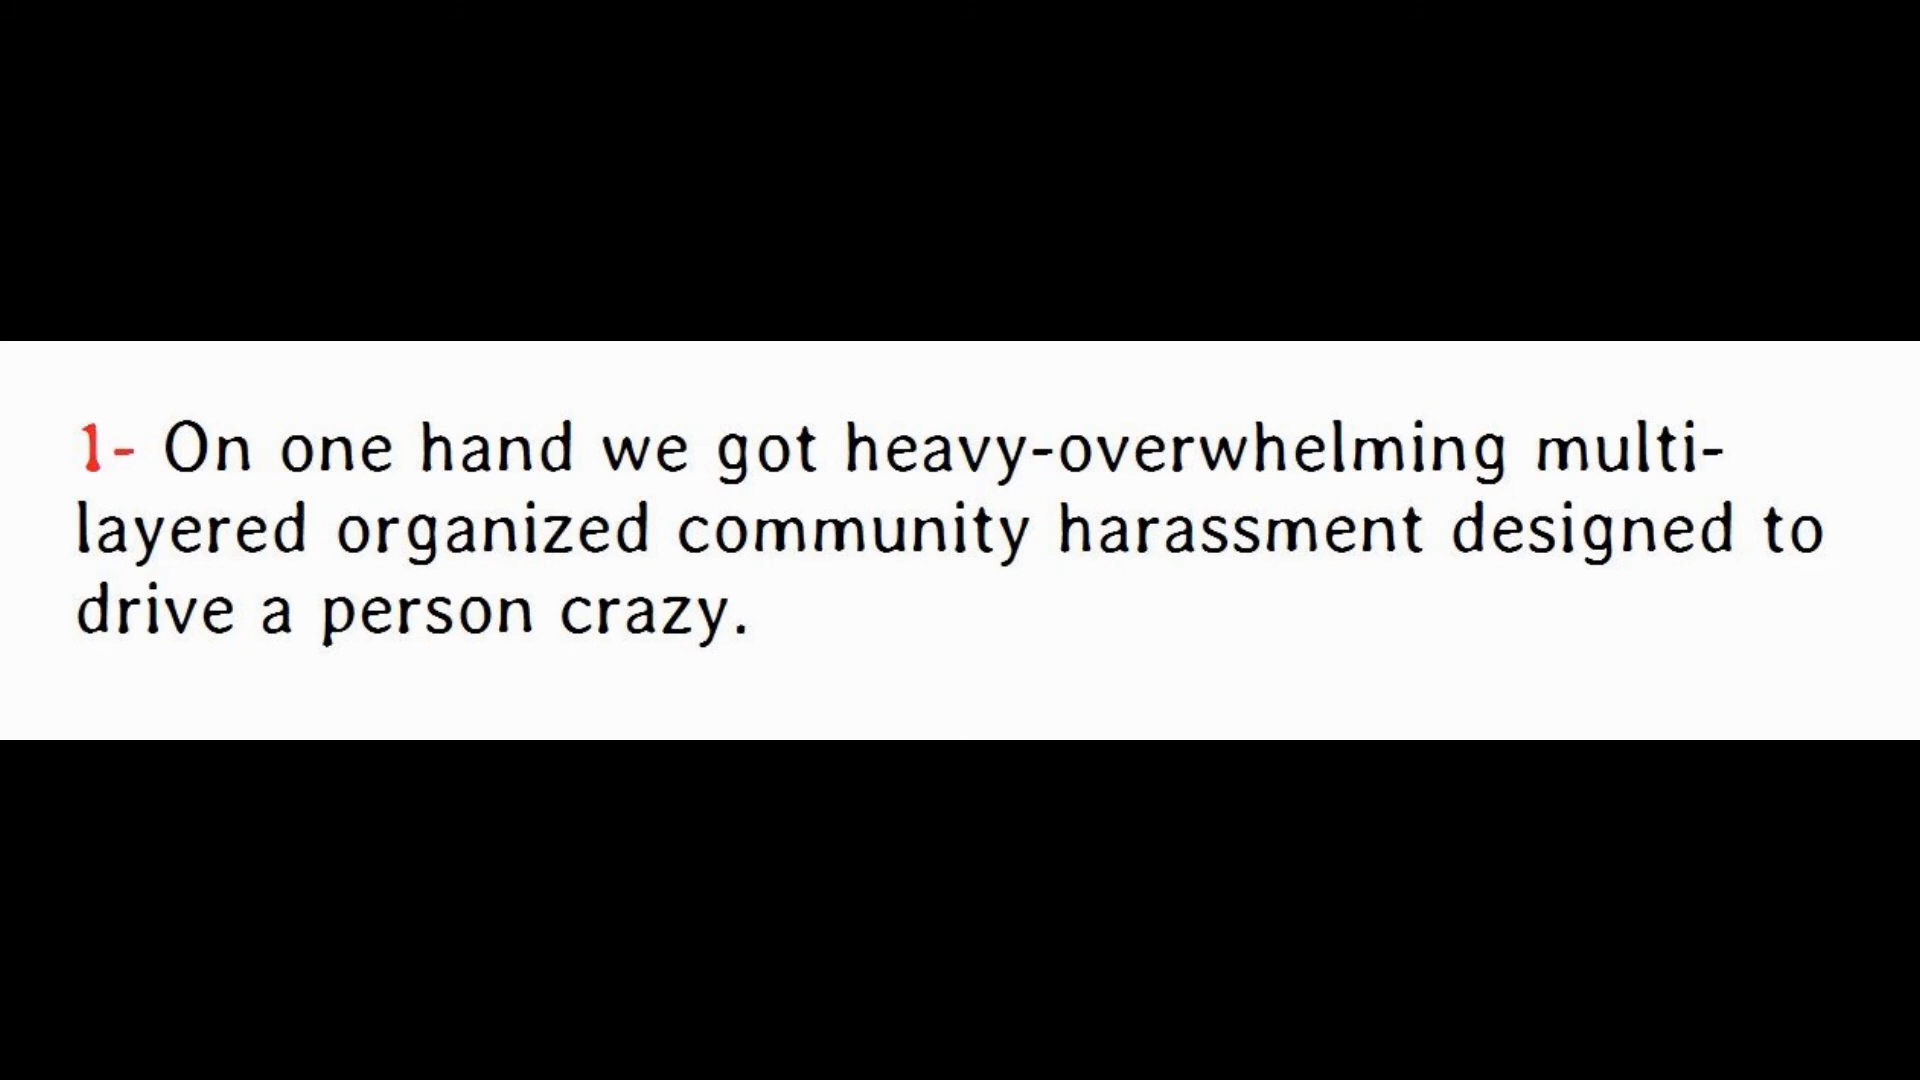 1- On one hand we got heavy-overwhelming multi-
layered organized community harassment designed to
drive a person crazy.